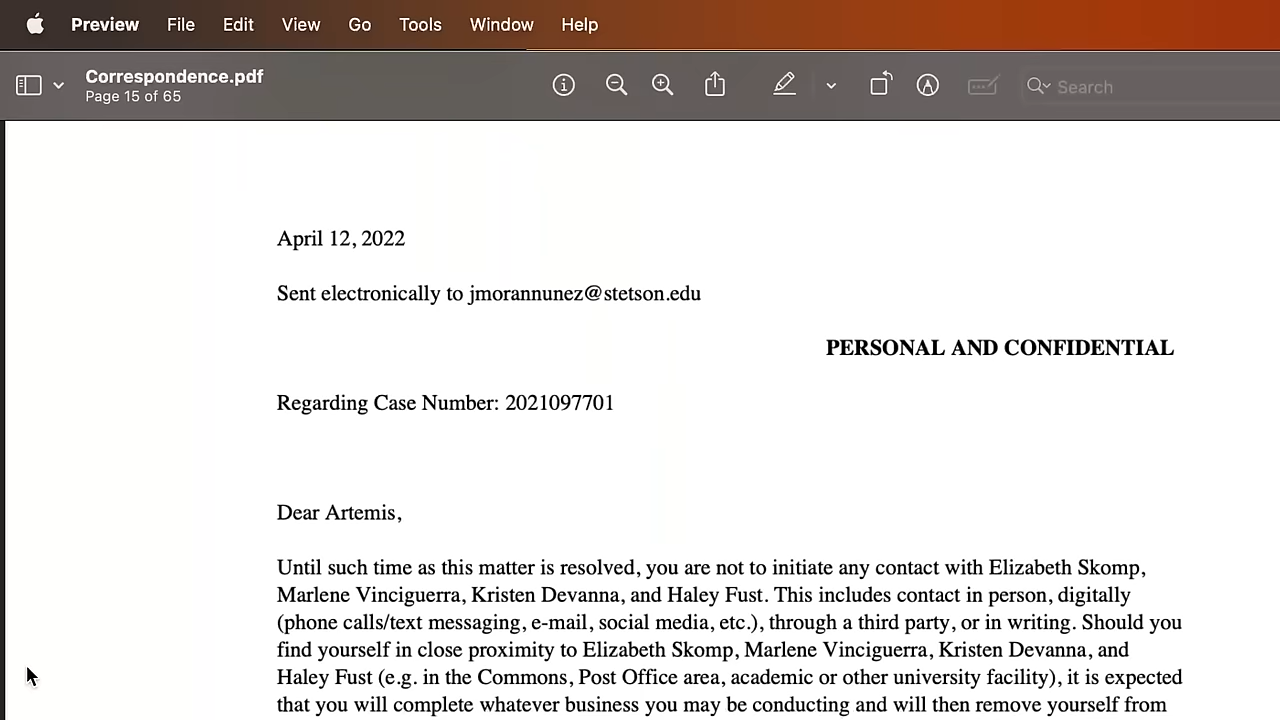 Preview File Edit View Go Tools Window Help
Correspondence.pdf
Page 15 of 65
Search
April 12, 2022
Sent electronically to jmorannunez@stetson.edu
PERSONAL AND CONFIDENTIAL
Regarding Case Number: 2021097701
Dear Artemis,
Until such time as this matter is resolved, you are not to initiate any contact with Elizabeth Skomp,
Marlene Vinciguerra, Kristen Devanna, and Haley Fust. This includes contact in person, digitally
(phone calls/text messaging, e-mail, social media, etc.), through a third party, or in writing. Should you
find yourself in close proximity to Elizabeth Skomp, Marlene Vinciguerra, Kristen Devanna, and
Haley Fust (e.g. in the Commons, Post Office area, academic or other university facility), it is expected
that you will complete whatever business you may be conducting and will then remove yourself from